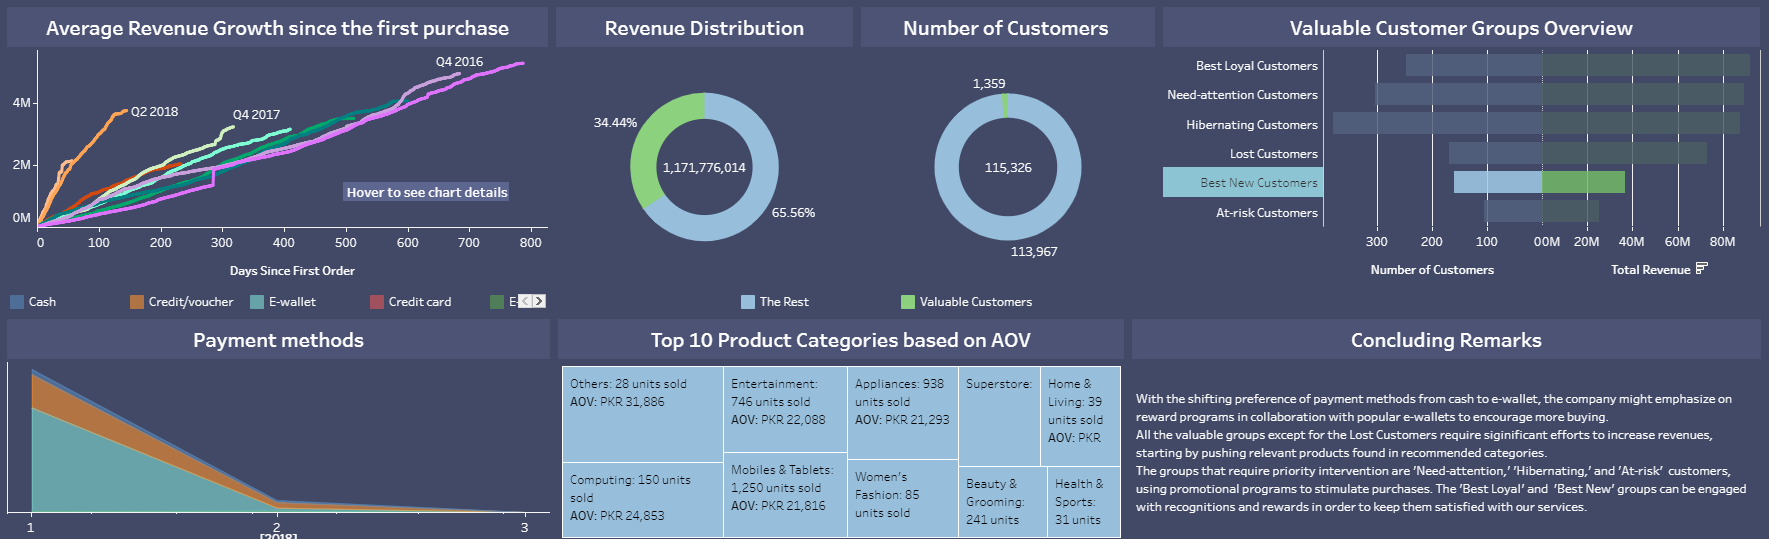 Average Revenue Growth since the first purchase
Q4 2016
Q2 2018
Q4 2017
4M
2M
0M
Hover to see chart details
0 100 200 300 400 500 600 700 800
Days Since First Order
Cash Credit/voucher E-wallet Credit card E-
Revenue Distribution
34.44%
1,171,776,014
65.56%
Number of Customers
1,359
115,326
113,967
The Rest Valuable Customers
Valuable Customer Groups Overview
Best Loyal Customers
Need-attention Customers
Hibernating Customers
Lost Customers
Best New Customers
At-risk Customers
300 200 100 0 0M 20M 40M 60M 80M
Number of Customers Total Revenue
Payment methods
1 2 3
[2018]
Top 10 Product Categories based on AOV
Others: 28 units sold
AOV: PKR 31,886
Computing: 150 units
sold
AOV: PKR 24,853
Entertainment:
746 units sold
AOV: PKR 22,088
Mobiles & Tablets:
1,250 units sold
AOV: PKR 21,816
Appliances: 938
units sold
AOV: PKR 21,293
Women's
Fashion: 85
units sold
Superstore:
Home &
Living: 39
units sold
AOV: PKR
Beauty &
Grooming:
241 units
Health &
Sports:
31 units
Concluding Remarks
With the shifting preference of payment methods from cash to e-wallet, the company might emphasize on
reward programs in collaboration with popular e-wallets to encourage more buying.
All the valuable groups except for the Lost Customers require siginificant efforts to increase revenues,
starting by pushing relevant products found in recommended categories.
The groups that require priority intervention are 'Need-attention,' 'Hibernating,' and 'At-risk' customers,
using promotional programs to stimulate purchases. The 'Best Loyal' and 'Best New' groups can be engaged
with recognitions and rewards in order to keep them satisfied with our services.